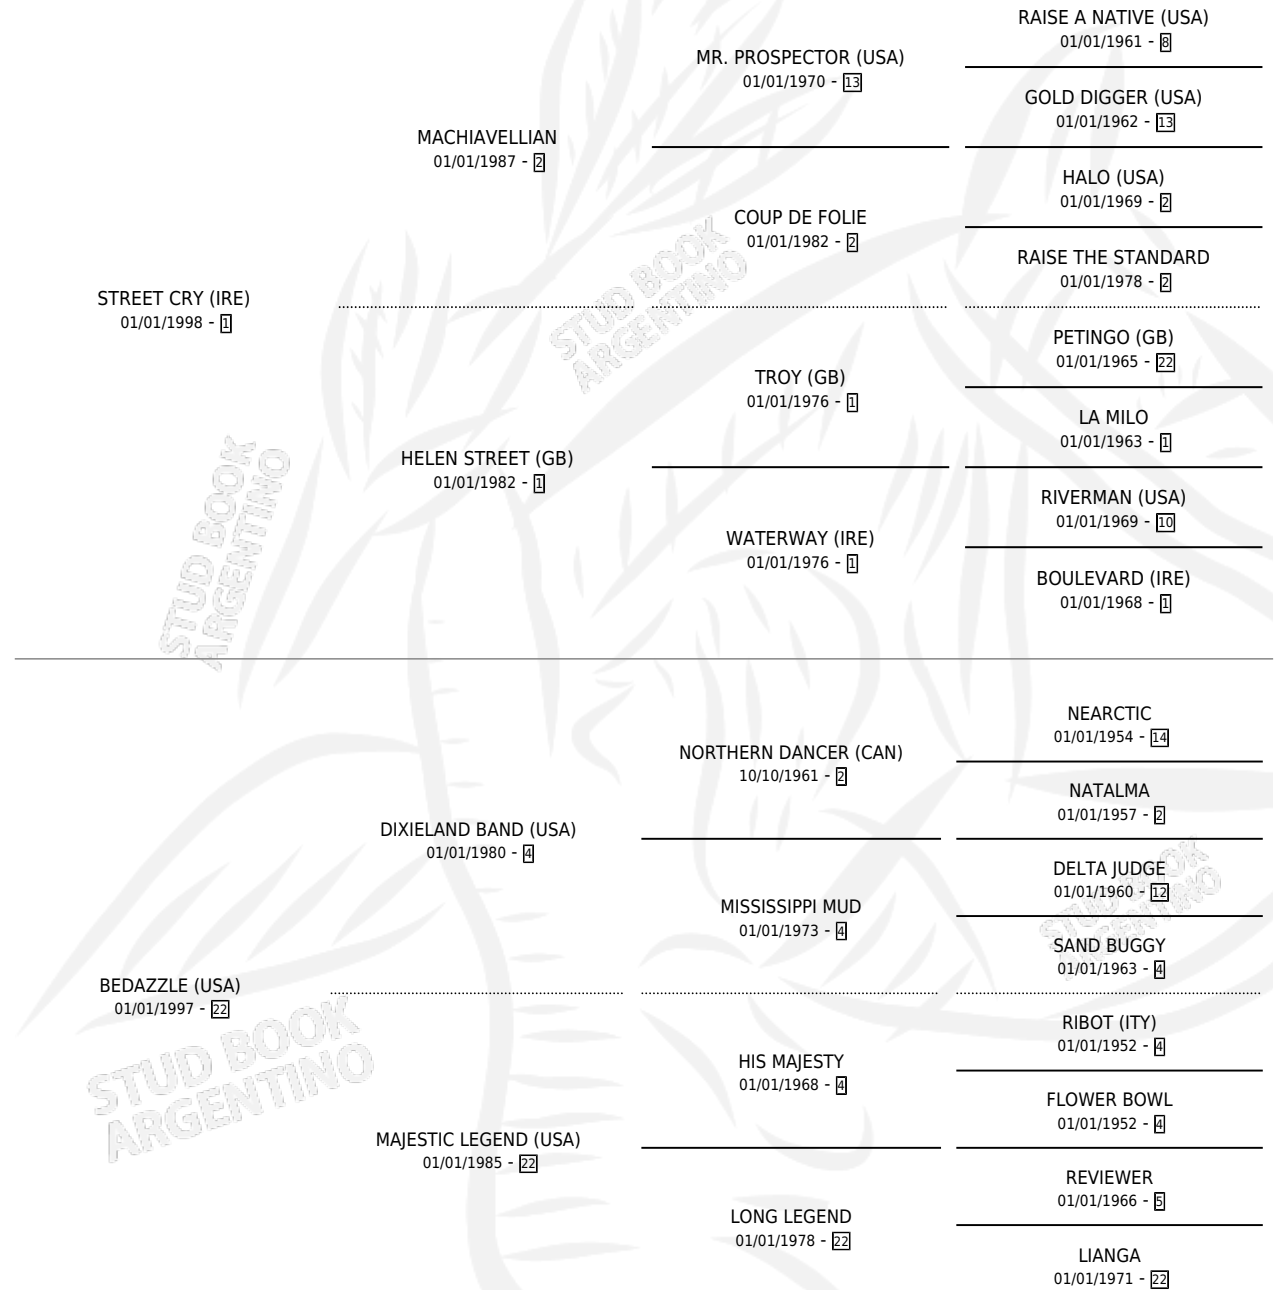 RAISE A NATIVE (USA)
01/01/1961 - 8
MR. PROSPECTOR (USA)
01/01/1970 - 13
GOLD DIGGER (USA)
01/01/1962 - 13
MACHIAVELLIAN
01/01/1987 - 2
HALO (USA)
01/01/1969 - 2
COUP DE FOLIE
01/01/1982 - 2
RAISE THE STANDARD
01/01/1978 - 2
STREET CRY (IRE)
01/01/1998 - 1
STUD BOOK
ARGENTINO
PETINGO (GB)
01/01/1965 - 22
TROY (GB)
01/01/1976 - 1
LA MILO
01/01/1963 - 1
HELEN STREET (GB)
01/01/1982 - 1
RIVERMAN (USA)
01/01/1969 - 10
WATERWAY (IRE)
01/01/1976 - 1
BOULEVARD (IRE)
01/01/1968 - 1
STUD BOOK
ARGENTINO
NEARCTIC
01/01/1954 - 14
NORTHERN DANCER (CAN)
10/10/1961 - 2
NATALMA
01/01/1957 - 2
DIXIELAND BAND (USA)
01/01/1980 - 4
DELTA JUDGE
01/01/1960 - 12
STUD BOOK
ARGENTINO
MISSISSIPPI MUD
01/01/1973 - 4
SAND BUGGY
01/01/1963 - 4
BEDAZZLE (USA)
01/01/1997 - 22
STUD BOOK
ARGENTINO
RIBOT (ITY)
01/01/1952 - 4
HIS MAJESTY
01/01/1968 - 4
FLOWER BOWL
01/01/1952 - 4
MAJESTIC LEGEND (USA)
01/01/1985 - 22
REVIEWER
01/01/1966 - 5
LONG LEGEND
01/01/1978 - 22
LIANGA
01/01/1971 - 22